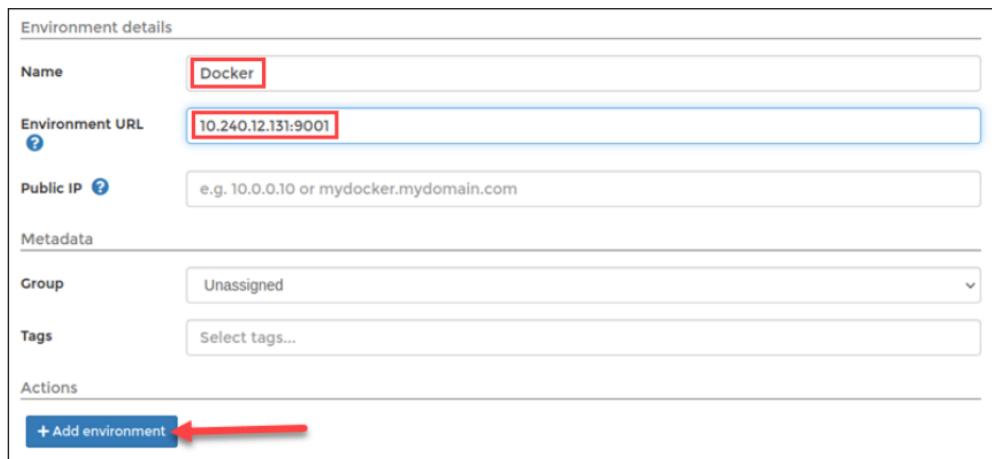 Environment details
Name
Docker
Environment URL
10.240.12.131:9001
Public IP
e.g. 10.0.0.10 or mydocker.mydomain.com
Metadata
Group
Unassigned
Tags
Select tags...
Actions
+ Add environment